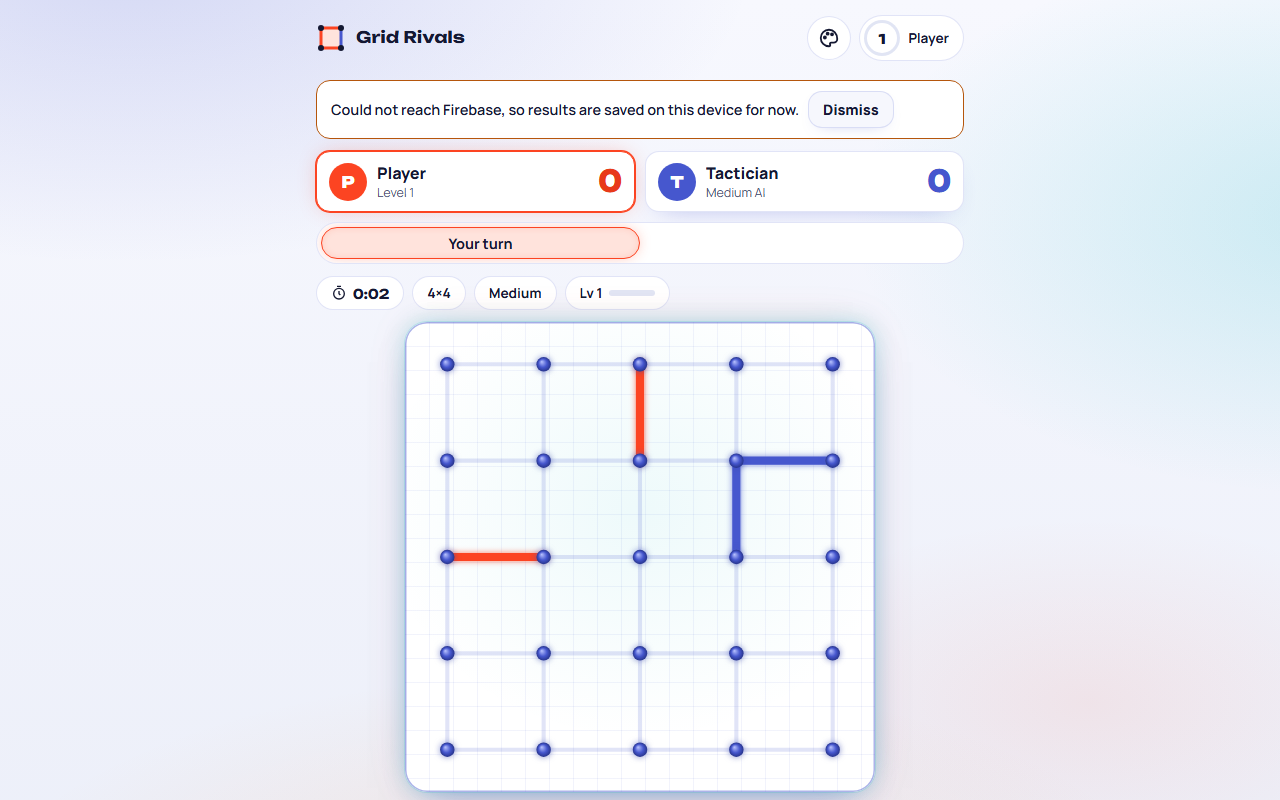 Grid Rivals
1 Player
Could not reach Firebase, so results are saved on this device for now. Dismiss
P Player 0
Level 1
T Tactician 0
Medium AI
Your turn
0:02 4×4 Medium Lv 1